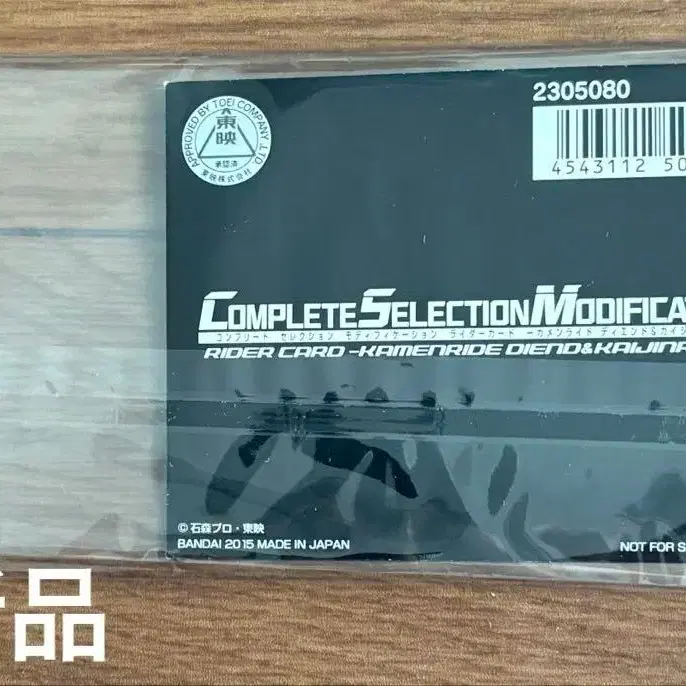 2305080
APPROVED BY TOEI COMPANY, LTD.
東映
承認済
東映株式会社
4543112 50
COMPLETE SELECTION MODIFICA
コンプリート セレクション モディフィケーション ライダーカード −カメンライド ディエンド&カイジ
RIDER CARD -KAMENRIDE DIEND&KAIJIN
© 石森プロ・東映
BANDAI 2015 MADE IN JAPAN
NOT FOR S
品